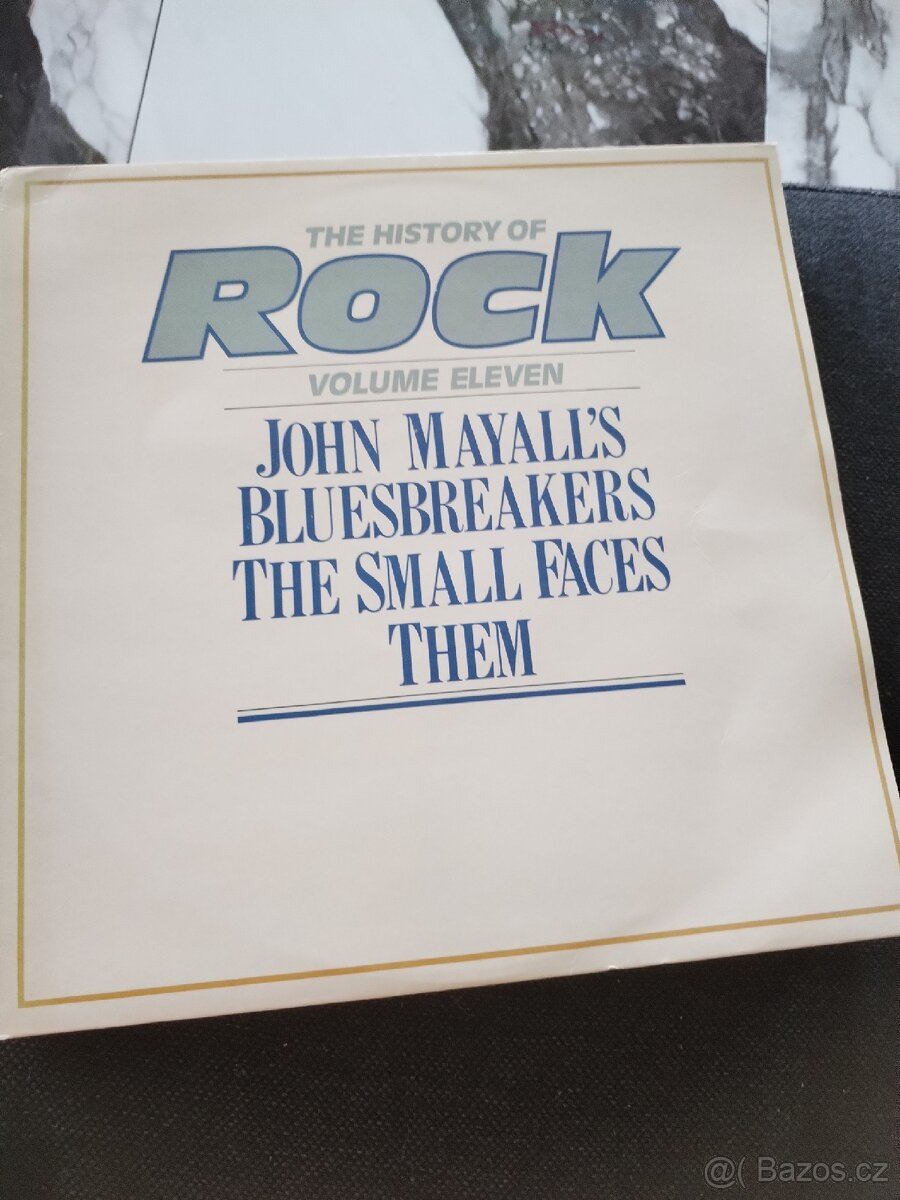 THE HISTORY OF
ROCK
VOLUME ELEVEN
JOHN MAYALL'S
BLUESBREAKERS
THE SMALL FACES
THEM
@( Bazos.cz